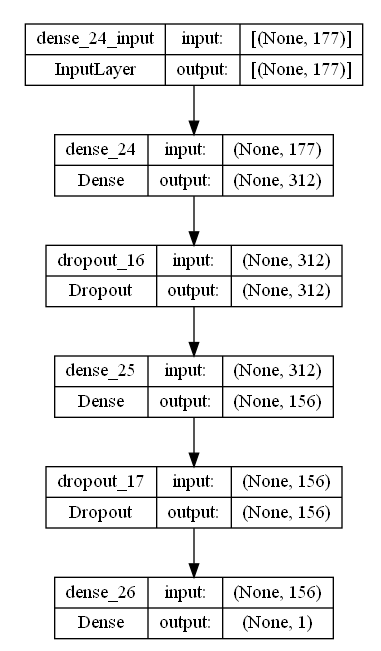 dense_24_input input: [(None, 177)]
InputLayer output: [(None, 177)]
dense_24 input: (None, 177)
Dense output: (None, 312)
dropout_16 input: (None, 312)
Dropout output: (None, 312)
dense_25 input: (None, 312)
Dense output: (None, 156)
dropout_17 input: (None, 156)
Dropout output: (None, 156)
dense_26 input: (None, 156)
Dense output: (None, 1)